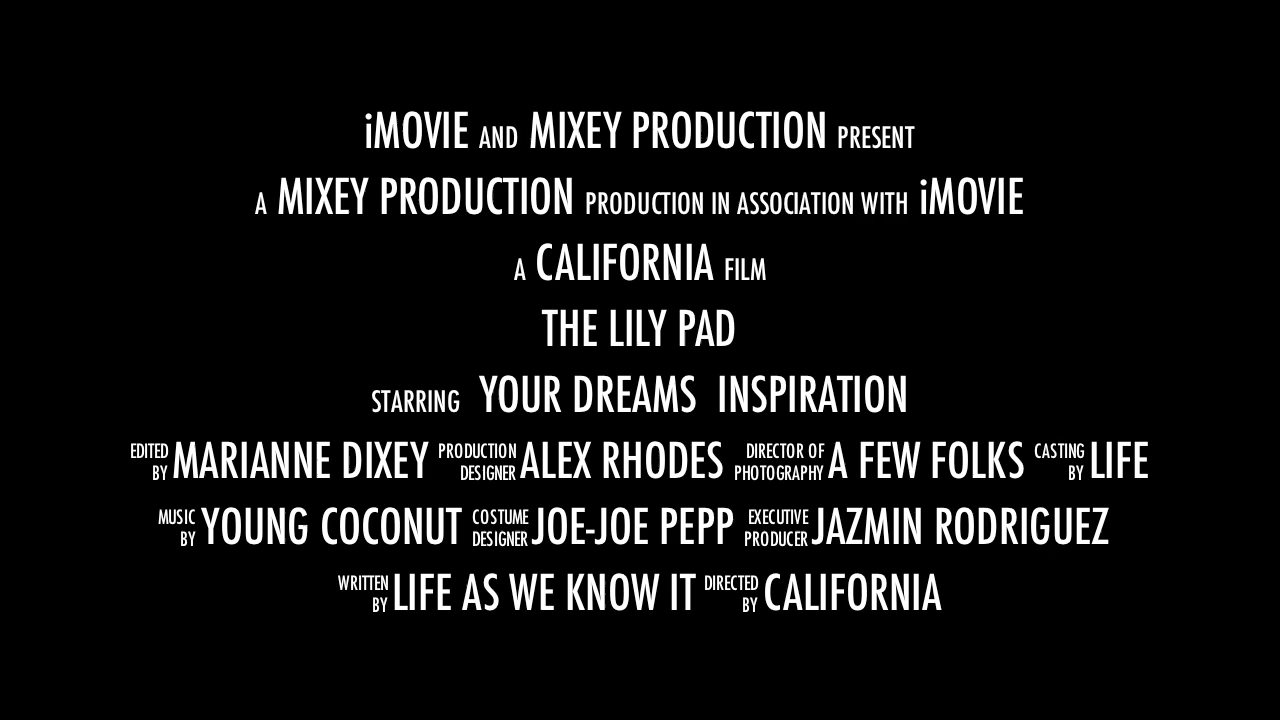 iMOVIE AND MIXEY PRODUCTION PRESENT
A MIXEY PRODUCTION PRODUCTION IN ASSOCIATION WITH iMOVIE
A CALIFORNIA FILM
THE LILY PAD
STARRING YOUR DREAMS INSPIRATION
EDITED BY MARIANNE DIXEY PRODUCTION DESIGNER ALEX RHODES DIRECTOR OF PHOTOGRAPHY A FEW FOLKS CASTING BY LIFE
MUSIC BY YOUNG COCONUT COSTUME DESIGNER JOE-JOE PEPP EXECUTIVE PRODUCER JAZMIN RODRIGUEZ
WRITTEN BY LIFE AS WE KNOW IT DIRECTED BY CALIFORNIA